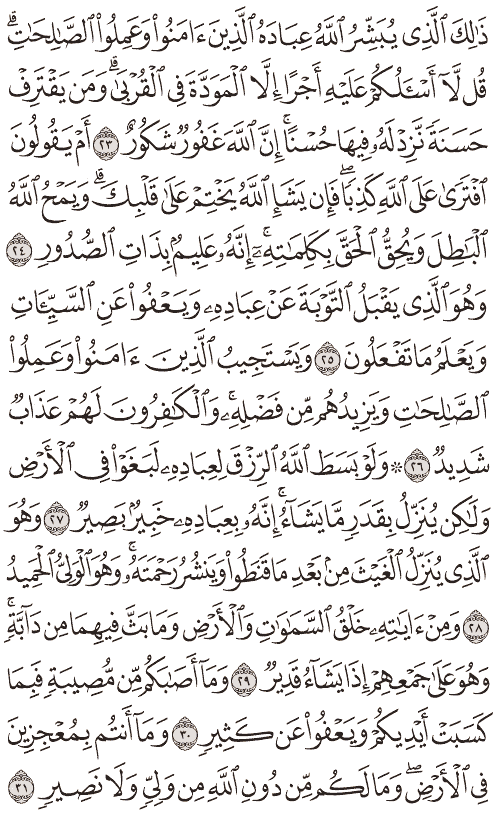 ذَٰلِكَ ٱلَّذِى يُبَشِّرُ ٱللَّهُ عِبَادَهُ ٱلَّذِينَ ءَامَنُوا۟ وَعَمِلُوا۟ ٱلصَّـٰلِحَـٰتِ ۗ
قُل لَّآ أَسْـَٔلُكُمْ عَلَيْهِ أَجْرًا إِلَّا ٱلْمَوَدَّةَ فِى ٱلْقُرْبَىٰ ۗ وَمَن يَقْتَرِفْ
حَسَنَةً نَّزِدْ لَهُۥ فِيهَا حُسْنًا ۚ إِنَّ ٱللَّهَ غَفُورٌ شَكُورٌ ٢٣ أَمْ يَقُولُونَ
ٱفْتَرَىٰ عَلَى ٱللَّهِ كَذِبًا ۖ فَإِن يَشَإِ ٱللَّهُ يَخْتِمْ عَلَىٰ قَلْبِكَ ۗ وَيَمْحُ ٱللَّهُ
ٱلْبَـٰطِلَ وَيُحِقُّ ٱلْحَقَّ بِكَلِمَـٰتِهِۦٓ ۚ إِنَّهُۥ عَلِيمٌۢ بِذَاتِ ٱلصُّدُورِ ٢٤
وَهُوَ ٱلَّذِى يَقْبَلُ ٱلتَّوْبَةَ عَنْ عِبَادِهِۦ وَيَعْفُوا۟ عَنِ ٱلسَّيِّـَٔاتِ
وَيَعْلَمُ مَا تَفْعَلُونَ ٢٥ وَيَسْتَجِيبُ ٱلَّذِينَ ءَامَنُوا۟ وَعَمِلُوا۟
ٱلصَّـٰلِحَـٰتِ وَيَزِيدُهُم مِّن فَضْلِهِۦ ۚ وَٱلْكَـٰفِرُونَ لَهُمْ عَذَابٌ
شَدِيدٌ ٢٦ ۞ وَلَوْ بَسَطَ ٱللَّهُ ٱلرِّزْقَ لِعِبَادِهِۦ لَبَغَوْا۟ فِى ٱلْأَرْضِ
وَلَـٰكِن يُنَزِّلُ بِقَدَرٍ مَّا يَشَآءُ ۚ إِنَّهُۥ بِعِبَادِهِۦ خَبِيرٌۢ بَصِيرٌ ٢٧ وَهُوَ
ٱلَّذِى يُنَزِّلُ ٱلْغَيْثَ مِنۢ بَعْدِ مَا قَنَطُوا۟ وَيَنشُرُ رَحْمَتَهُۥ ۚ وَهُوَ ٱلْوَلِىُّ ٱلْحَمِيدُ
٢٨ وَمِنْ ءَايَـٰتِهِۦ خَلْقُ ٱلسَّمَـٰوَٰتِ وَٱلْأَرْضِ وَمَا بَثَّ فِيهِمَا مِن دَآبَّةٍ ۚ
وَهُوَ عَلَىٰ جَمْعِهِمْ إِذَا يَشَآءُ قَدِيرٌ ٢٩ وَمَآ أَصَـٰبَكُم مِّن مُّصِيبَةٍ فَبِمَا
كَسَبَتْ أَيْدِيكُمْ وَيَعْفُوا۟ عَن كَثِيرٍ ٣٠ وَمَآ أَنتُم بِمُعْجِزِينَ
فِى ٱلْأَرْضِ ۖ وَمَا لَكُم مِّن دُونِ ٱللَّهِ مِن وَلِىٍّ وَلَا نَصِيرٍ ٣١